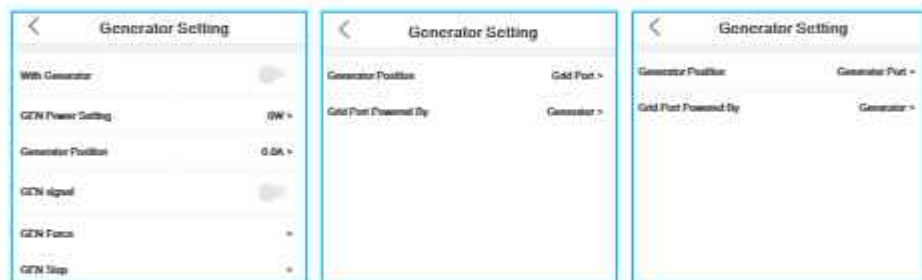 Generator Setting
With Generator
GEN Power Setting 0W >
Generator Position 0.0A >
GEN signal
GEN Force >
GEN Stop >
Generator Setting
Generator Position Grid Port >
Grid Port Powered By Generator >
Generator Setting
Generator Position Generator Port >
Grid Port Powered By Generator >